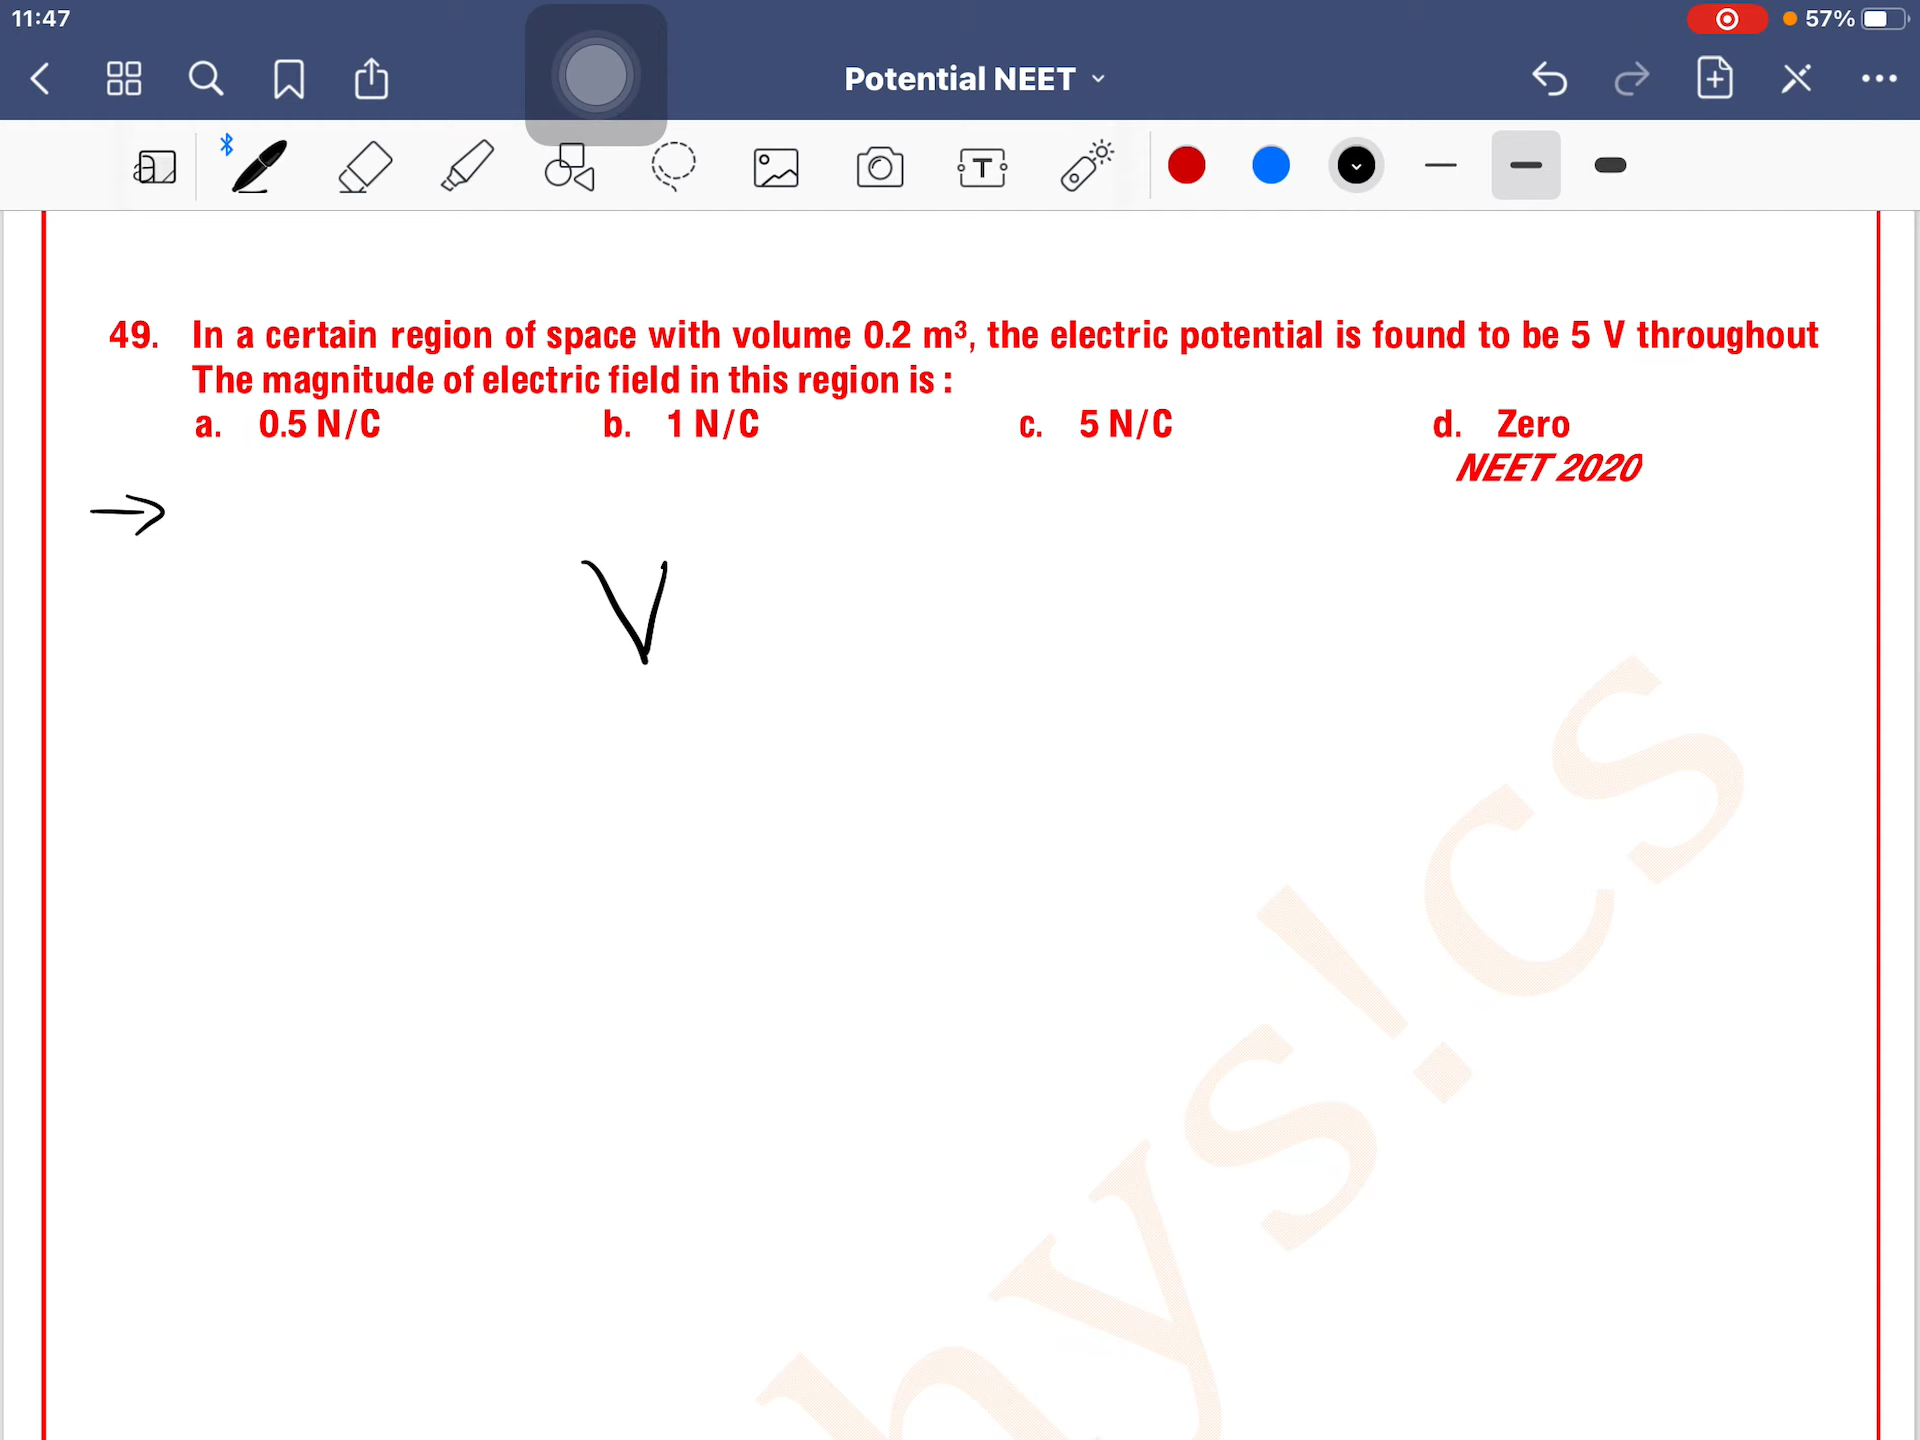 11:47
57%
Potential NEET
49. In a certain region of space with volume 0.2 m³, the electric potential is found to be 5 V throughout
The magnitude of electric field in this region is :
a. 0.5 N/C b. 1 N/C c. 5 N/C d. Zero
NEET 2020
→
V
hys!cs